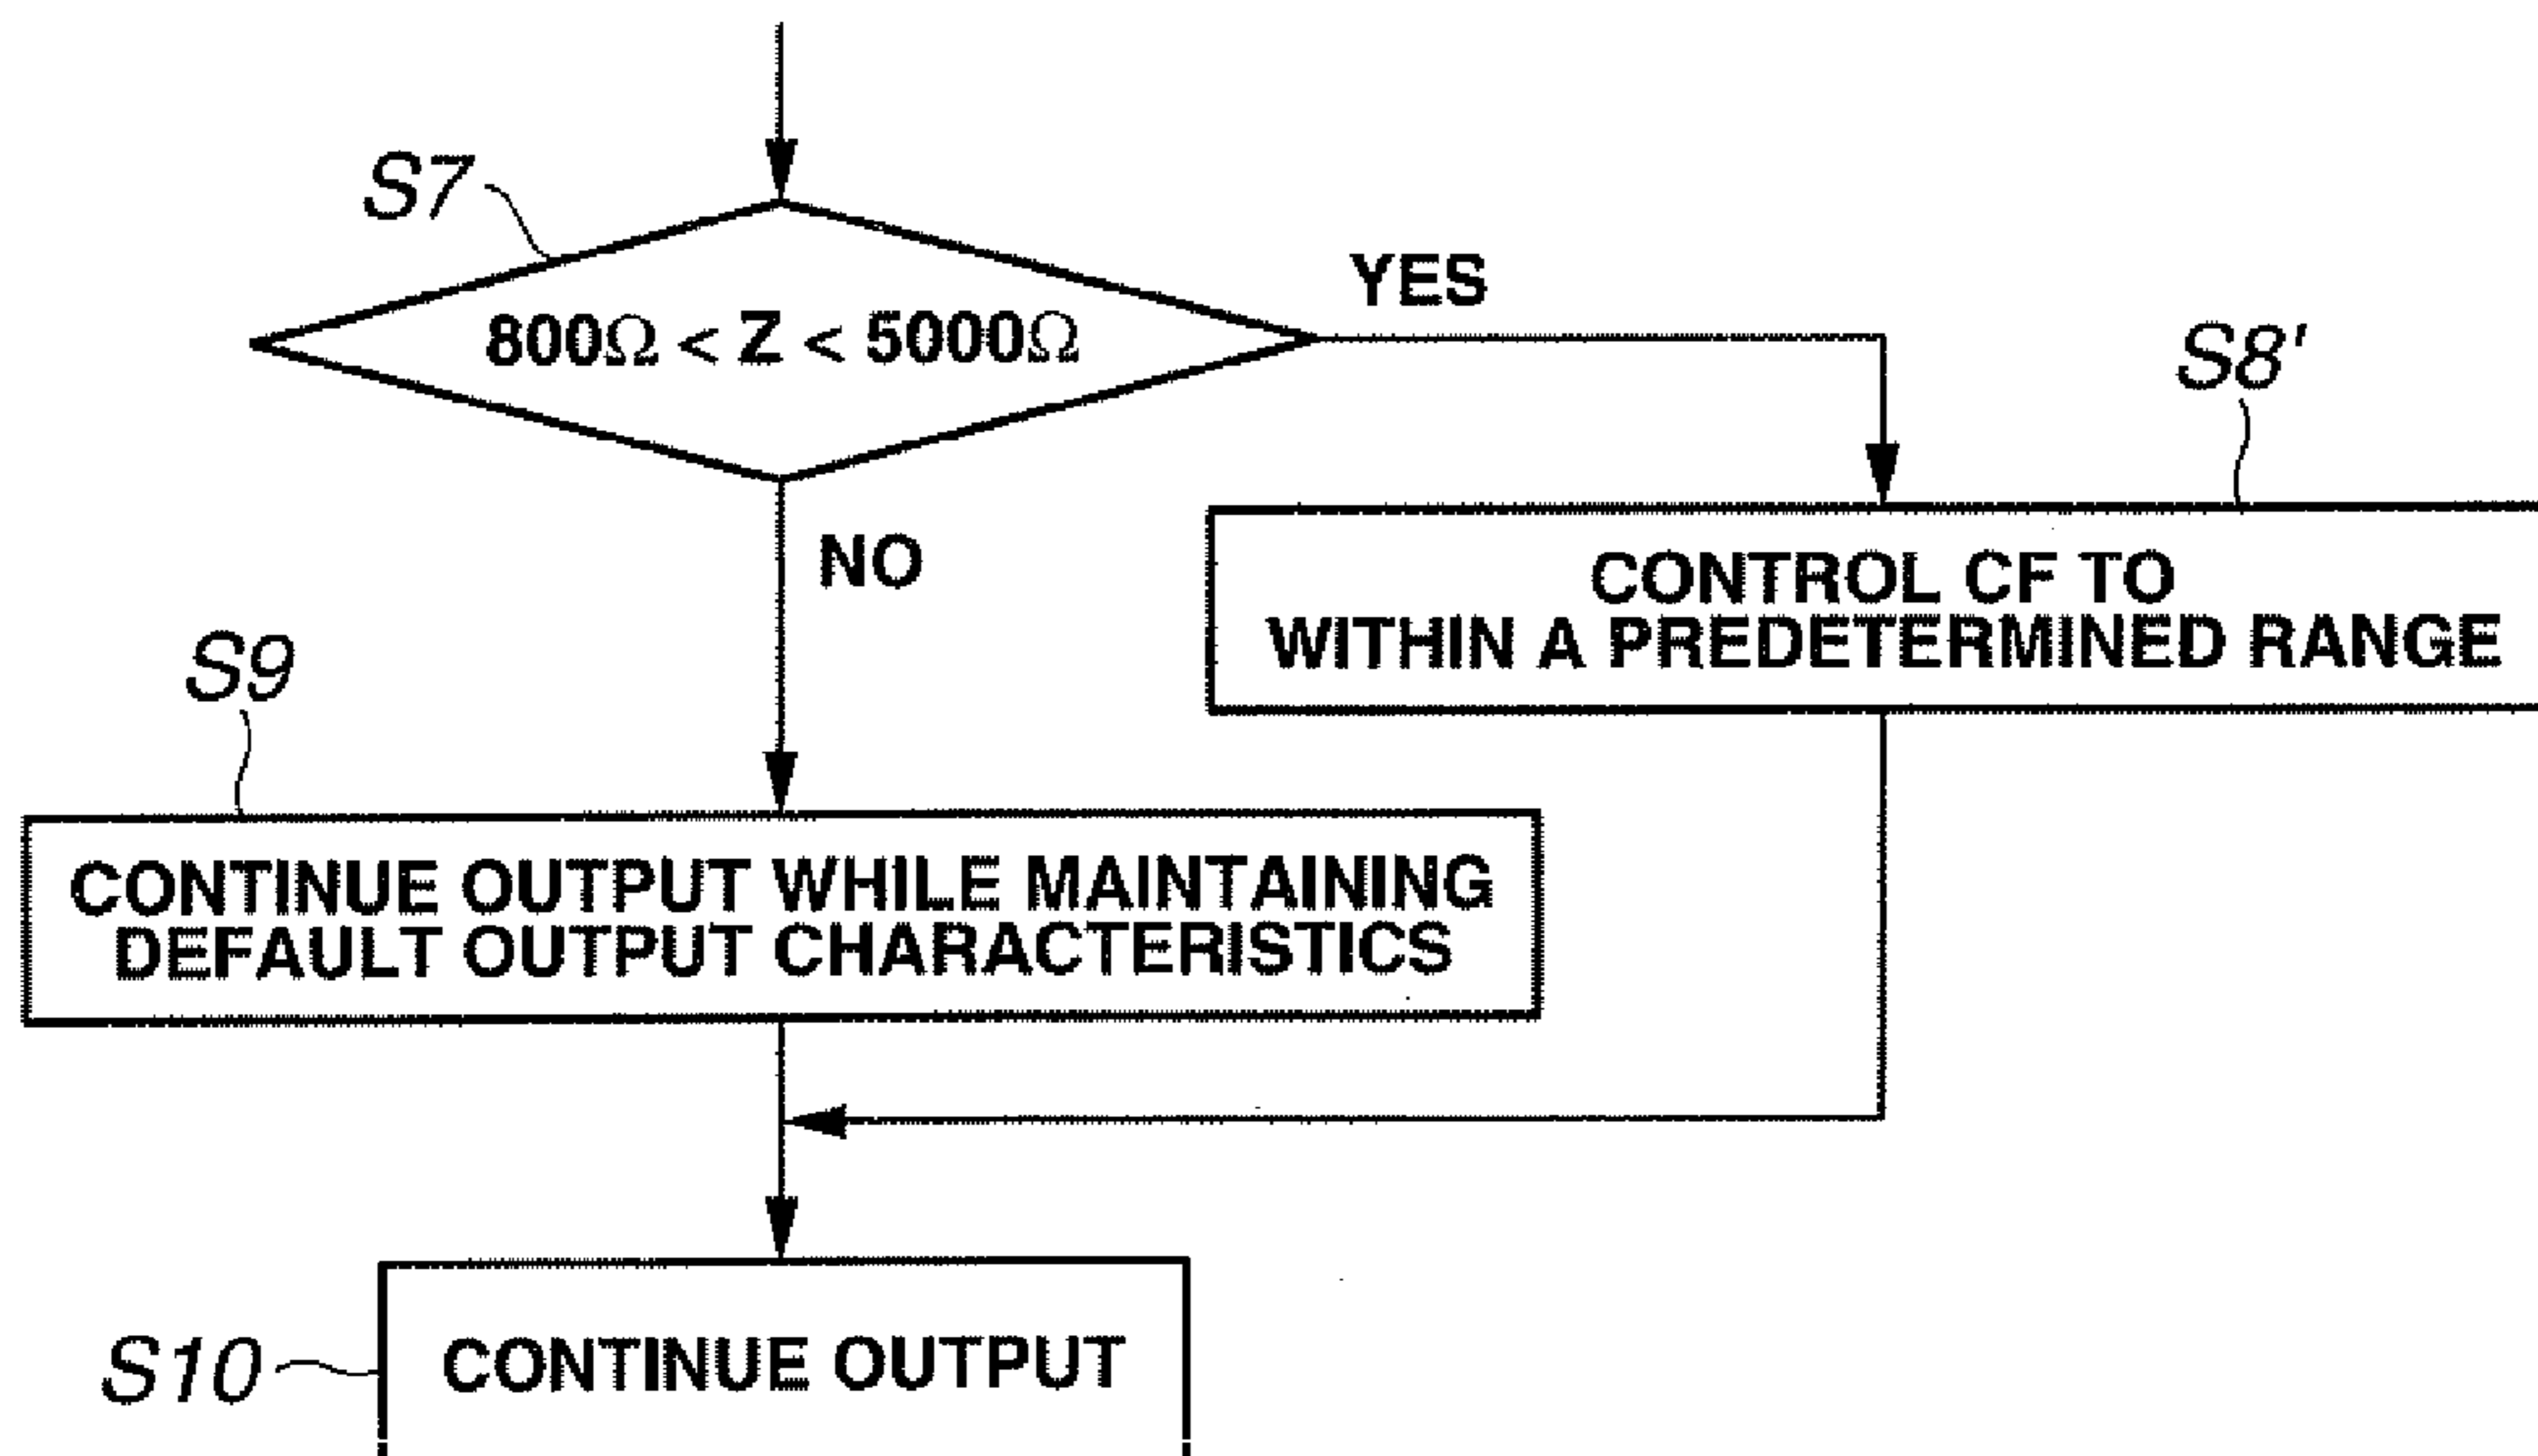 S7
800Ω < Z < 5000Ω
YES
S8'
NO
CONTROL CF TO
WITHIN A PREDETERMINED RANGE
S9
CONTINUE OUTPUT WHILE MAINTAINING
DEFAULT OUTPUT CHARACTERISTICS
S10
CONTINUE OUTPUT